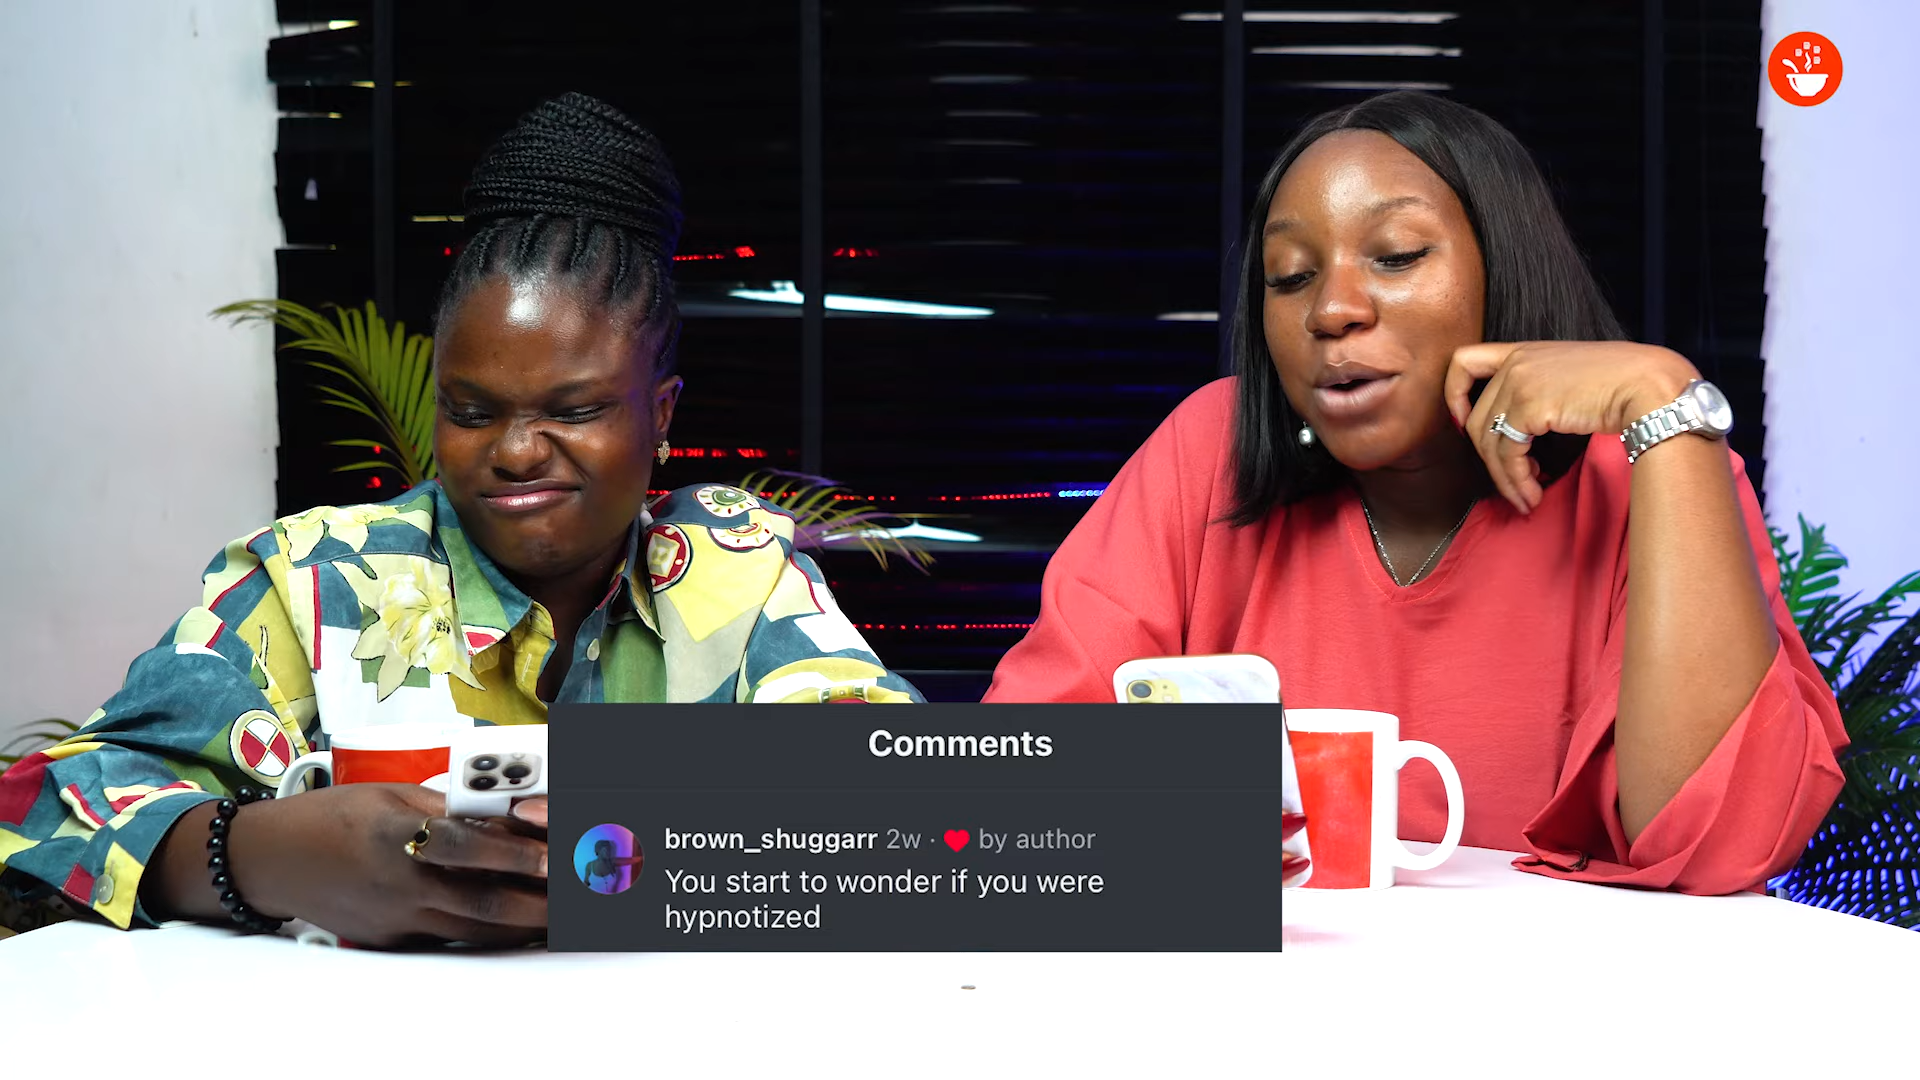 Comments
brown_shuggarr 2w · ❤️ by author
You start to wonder if you were
hypnotized